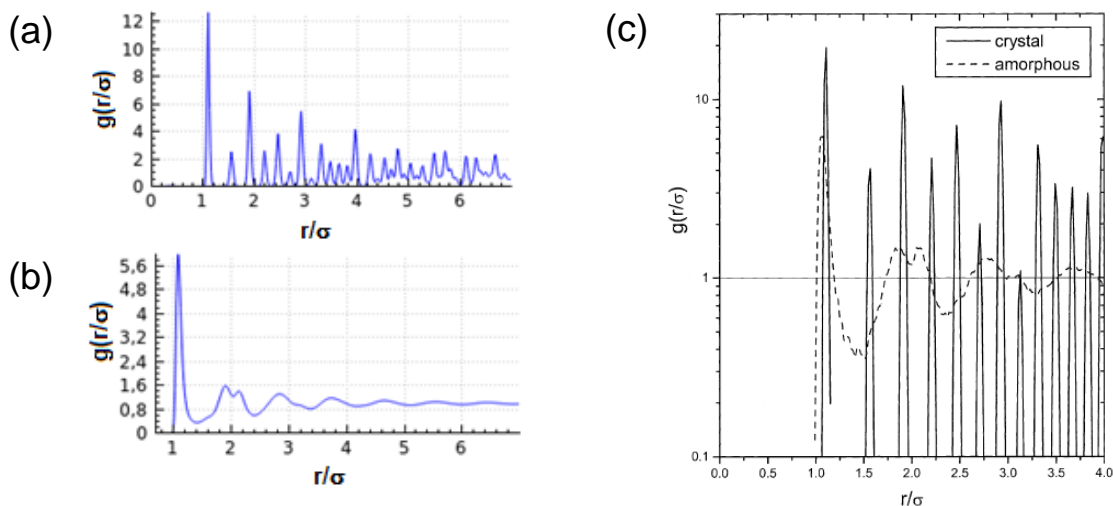 (a)
g(r/σ)
12
10
8
6
4
2
0
0 1 2 3 4 5 6
r/σ
(b)
g(r/σ)
5,6
4,8
4
3,2
2,4
1,6
0,8
0
1 2 3 4 5 6
r/σ
(c)
crystal
amorphous
g(r/σ)
10
1
0.1
0.0 0.5 1.0 1.5 2.0 2.5 3.0 3.5 4.0
r/σ